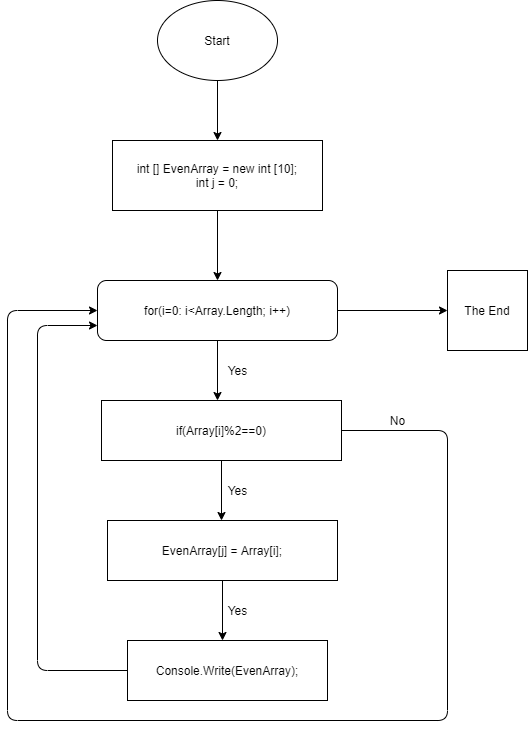 Start
int [] EvenArray = new int [10];
int j = 0;
for(i=0: i<Array.Length; i++)
The End
Yes
if(Array[i]%2==0)
No
Yes
EvenArray[j] = Array[i];
Yes
Console.Write(EvenArray);